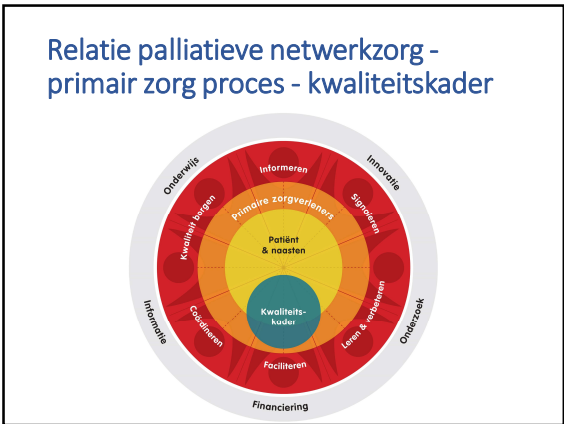 Relatie palliatieve netwerkzorg -
primair zorg proces - kwaliteitskader
Onderwijs
Innovatie
Informeren
Kwaliteit borgen
Signaleren
Primaire zorgverleners
Patiënt
& naasten
Kwaliteits-
kader
Coördineren
Leren & verbeteren
Informatie
Onderzoek
Faciliteren
Financiering